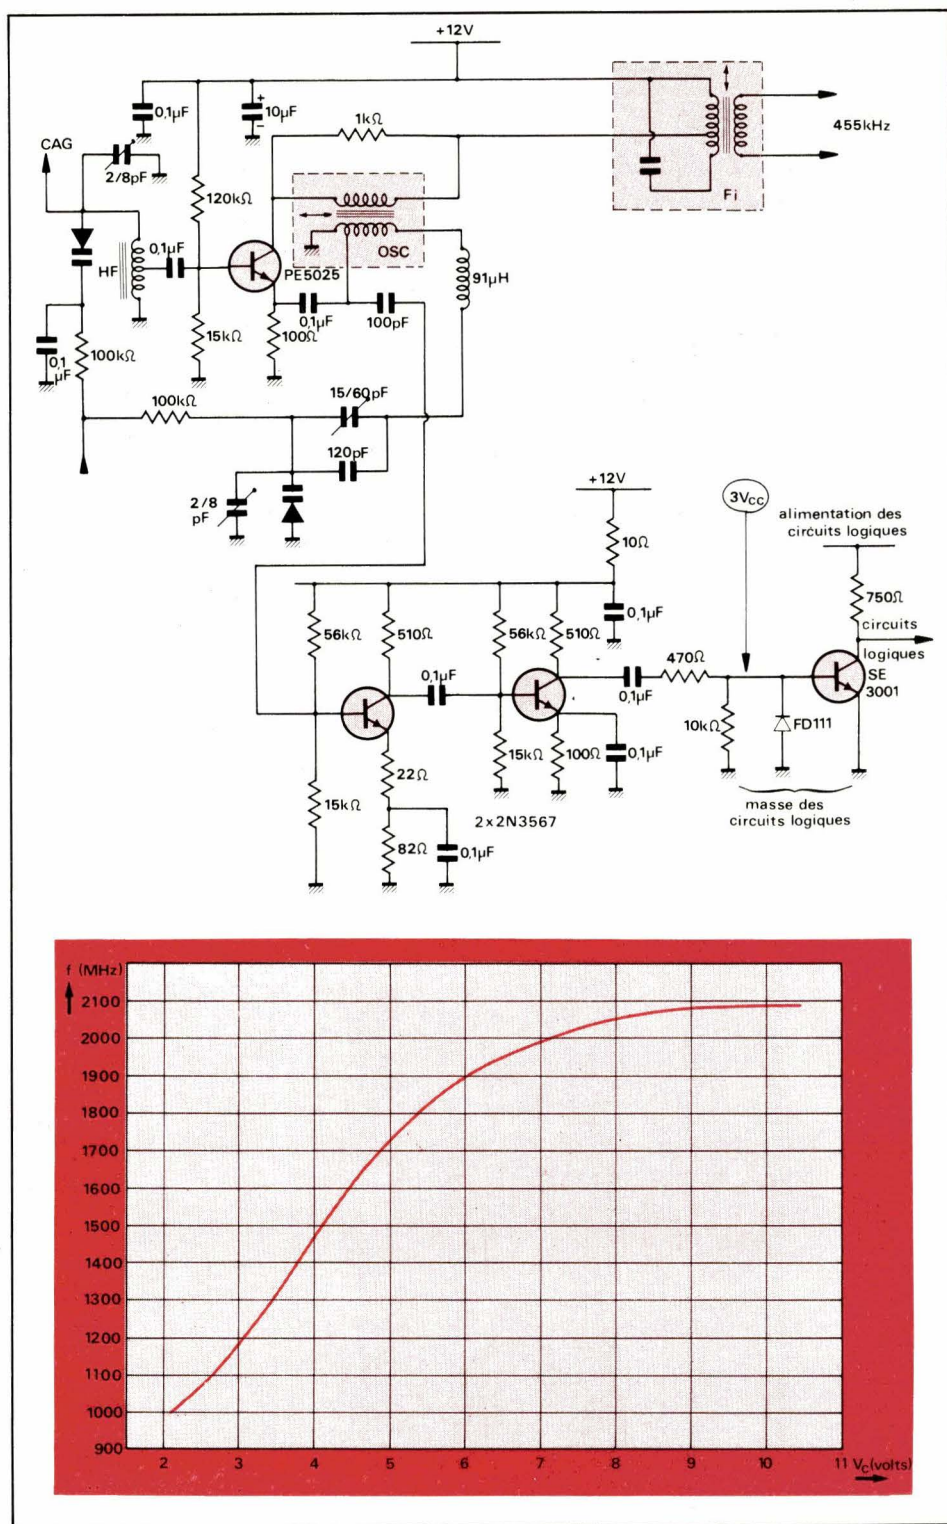 +12V
0,1µF
+
10µF
−
1kΩ
455kHz
CAG
2/8pF
Fi
120kΩ
OSC
HF
0,1µF
PE5025
91µH
0,1µF
100pF
100Ω
15kΩ
0,1
µF
100kΩ
100kΩ
15/60pF
120pF
2/8
pF
+12V
3VCC
alimentation des
circuits logiques
10Ω
750Ω
0,1µF
56kΩ
510Ω
56kΩ
510Ω
circuits
logiques
470Ω
SE
3001
0,1µF
0,1µF
10kΩ
FD111
15kΩ
100Ω
0,1µF
22Ω
15kΩ
masse des
circuits logiques
2x2N3567
82Ω
0,1µF
f (MHz)
2100
2000
1900
1800
1700
1600
1500
1400
1300
1200
1100
1000
900
2 3 4 5 6 7 8 9 10 11 VC(volts)